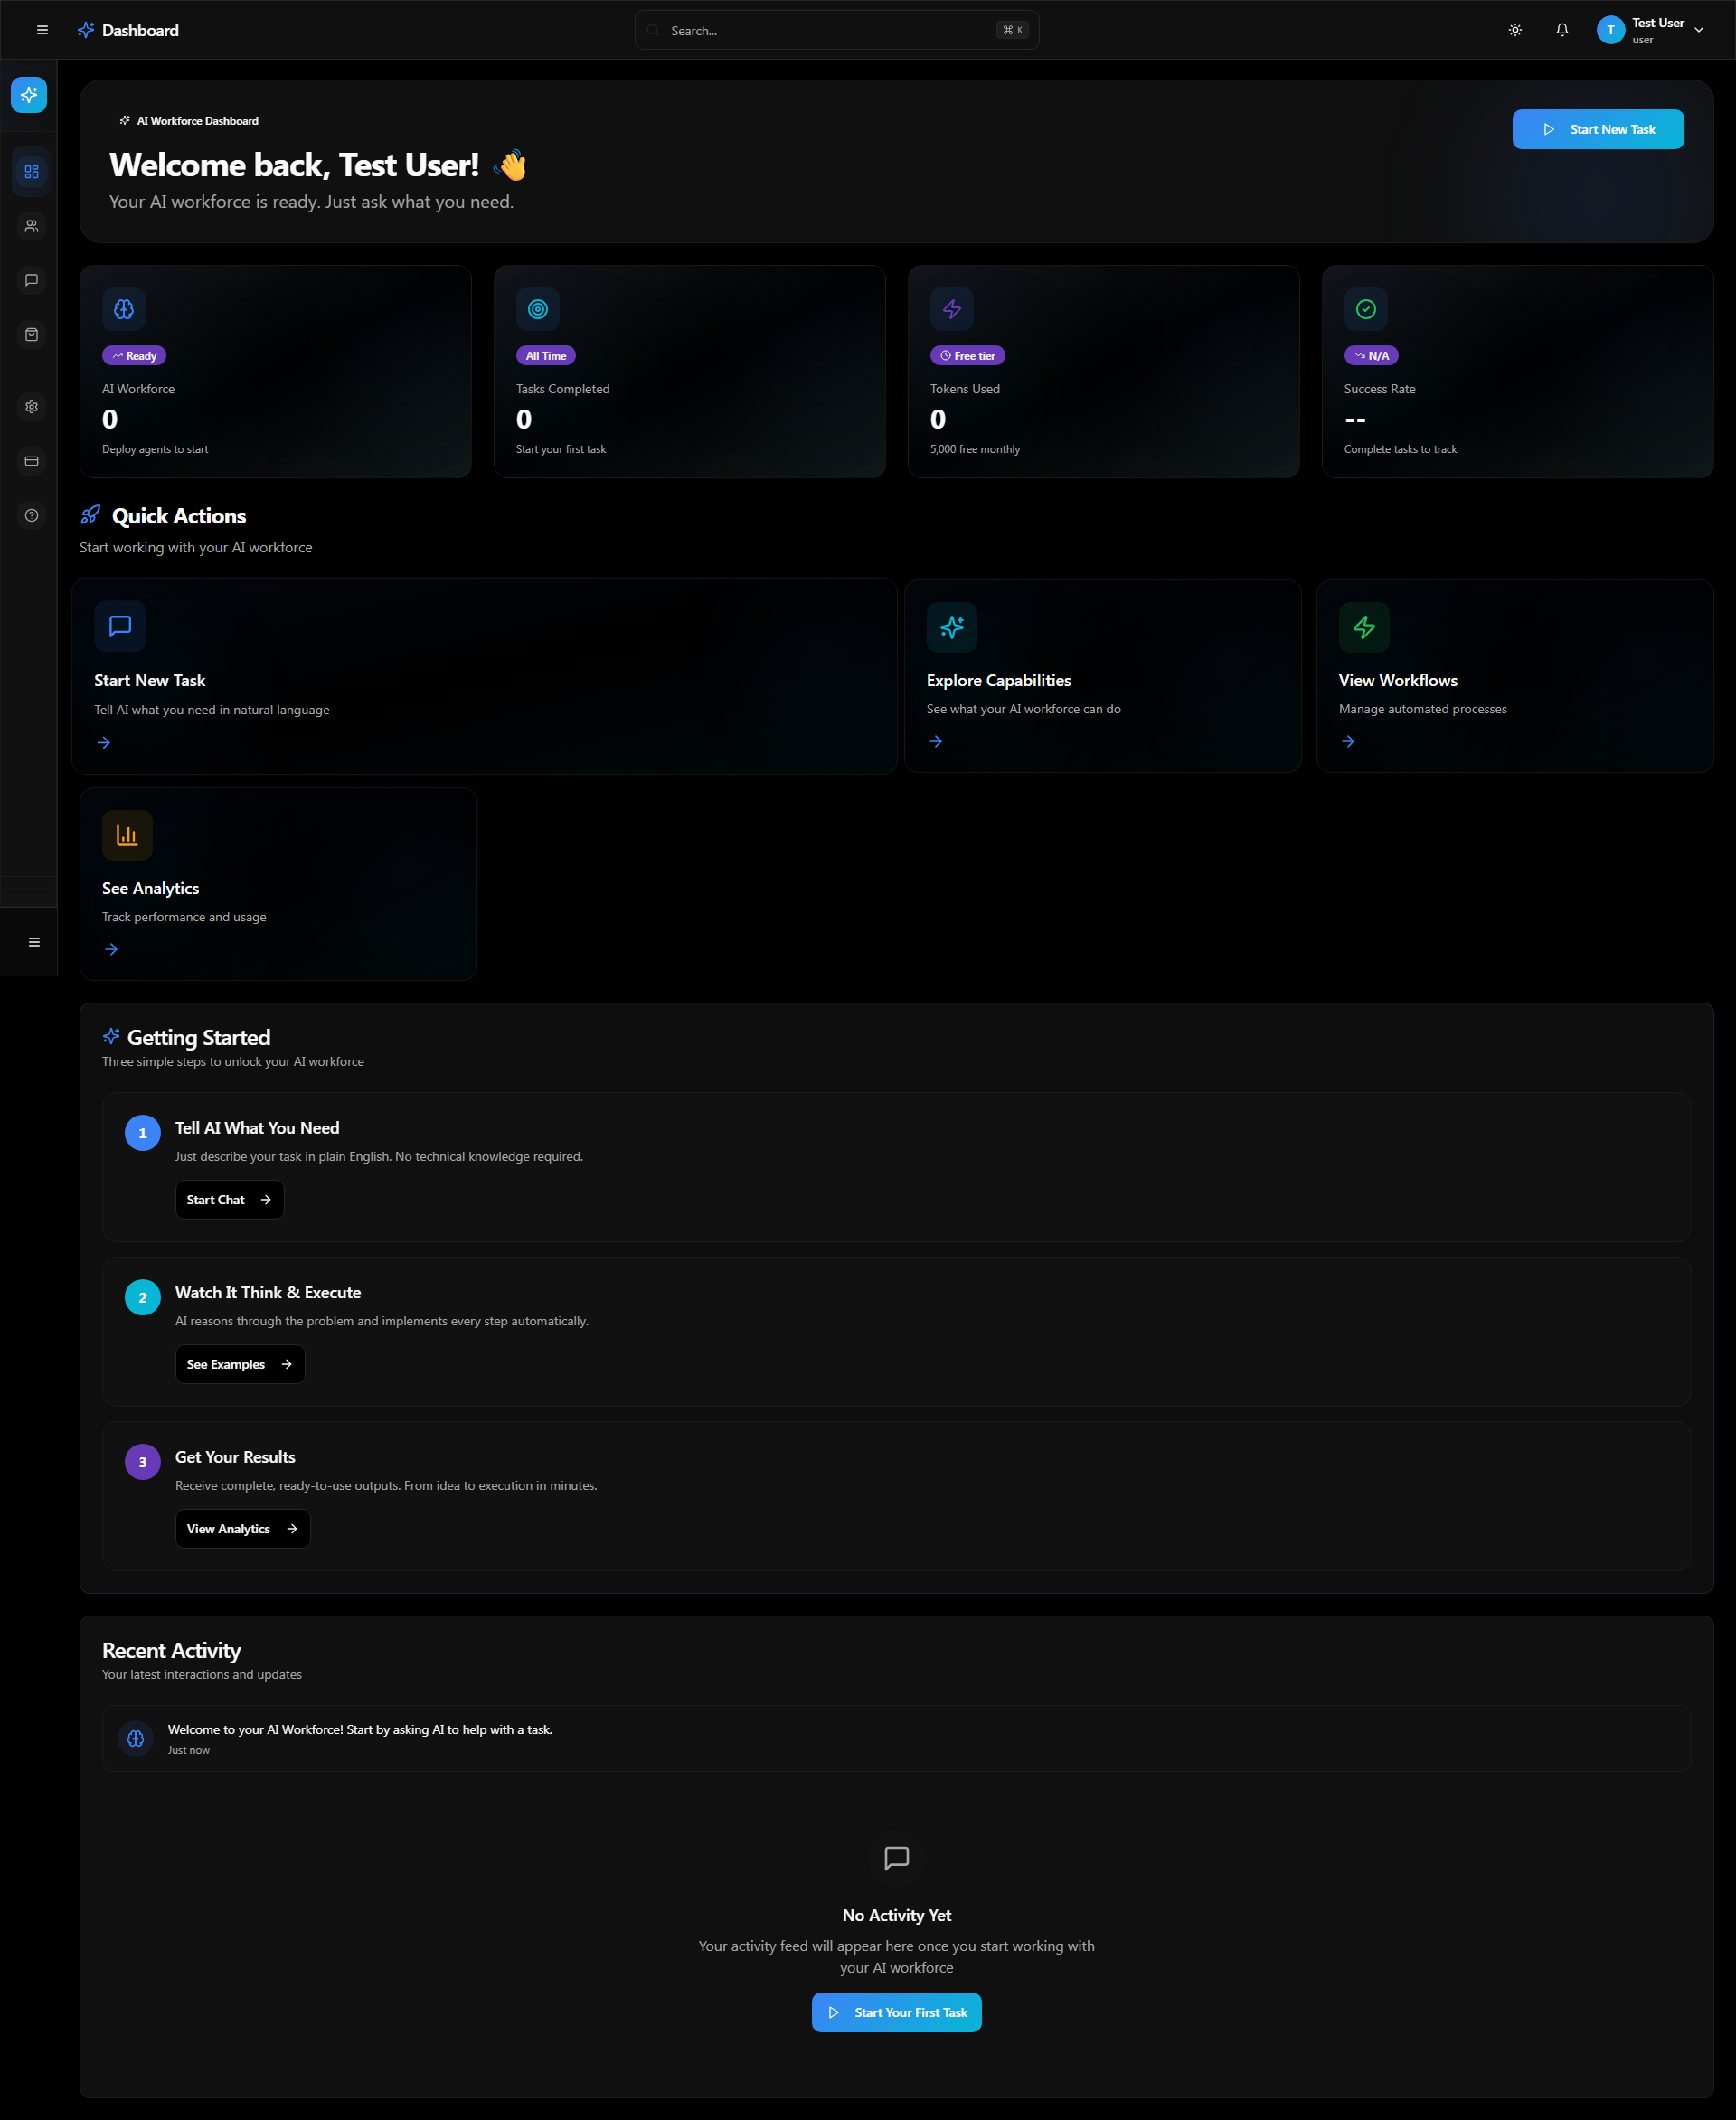 Dashboard
Search...
⌘ K
T
Test User
user
AI Workforce Dashboard
Welcome back, Test User! 👋
Your AI workforce is ready. Just ask what you need.
Start New Task
Ready
AI Workforce
0
Deploy agents to start
All Time
Tasks Completed
0
Start your first task
Free tier
Tokens Used
0
5,000 free monthly
N/A
Success Rate
--
Complete tasks to track
Quick Actions
Start working with your AI workforce
Start New Task
Tell AI what you need in natural language
Explore Capabilities
See what your AI workforce can do
View Workflows
Manage automated processes
See Analytics
Track performance and usage
Getting Started
Three simple steps to unlock your AI workforce
1
Tell AI What You Need
Just describe your task in plain English. No technical knowledge required.
Start Chat
2
Watch It Think & Execute
AI reasons through the problem and implements every step automatically.
See Examples
3
Get Your Results
Receive complete, ready-to-use outputs. From idea to execution in minutes.
View Analytics
Recent Activity
Your latest interactions and updates
Welcome to your AI Workforce! Start by asking AI to help with a task.
Just now
No Activity Yet
Your activity feed will appear here once you start working with
your AI workforce
Start Your First Task